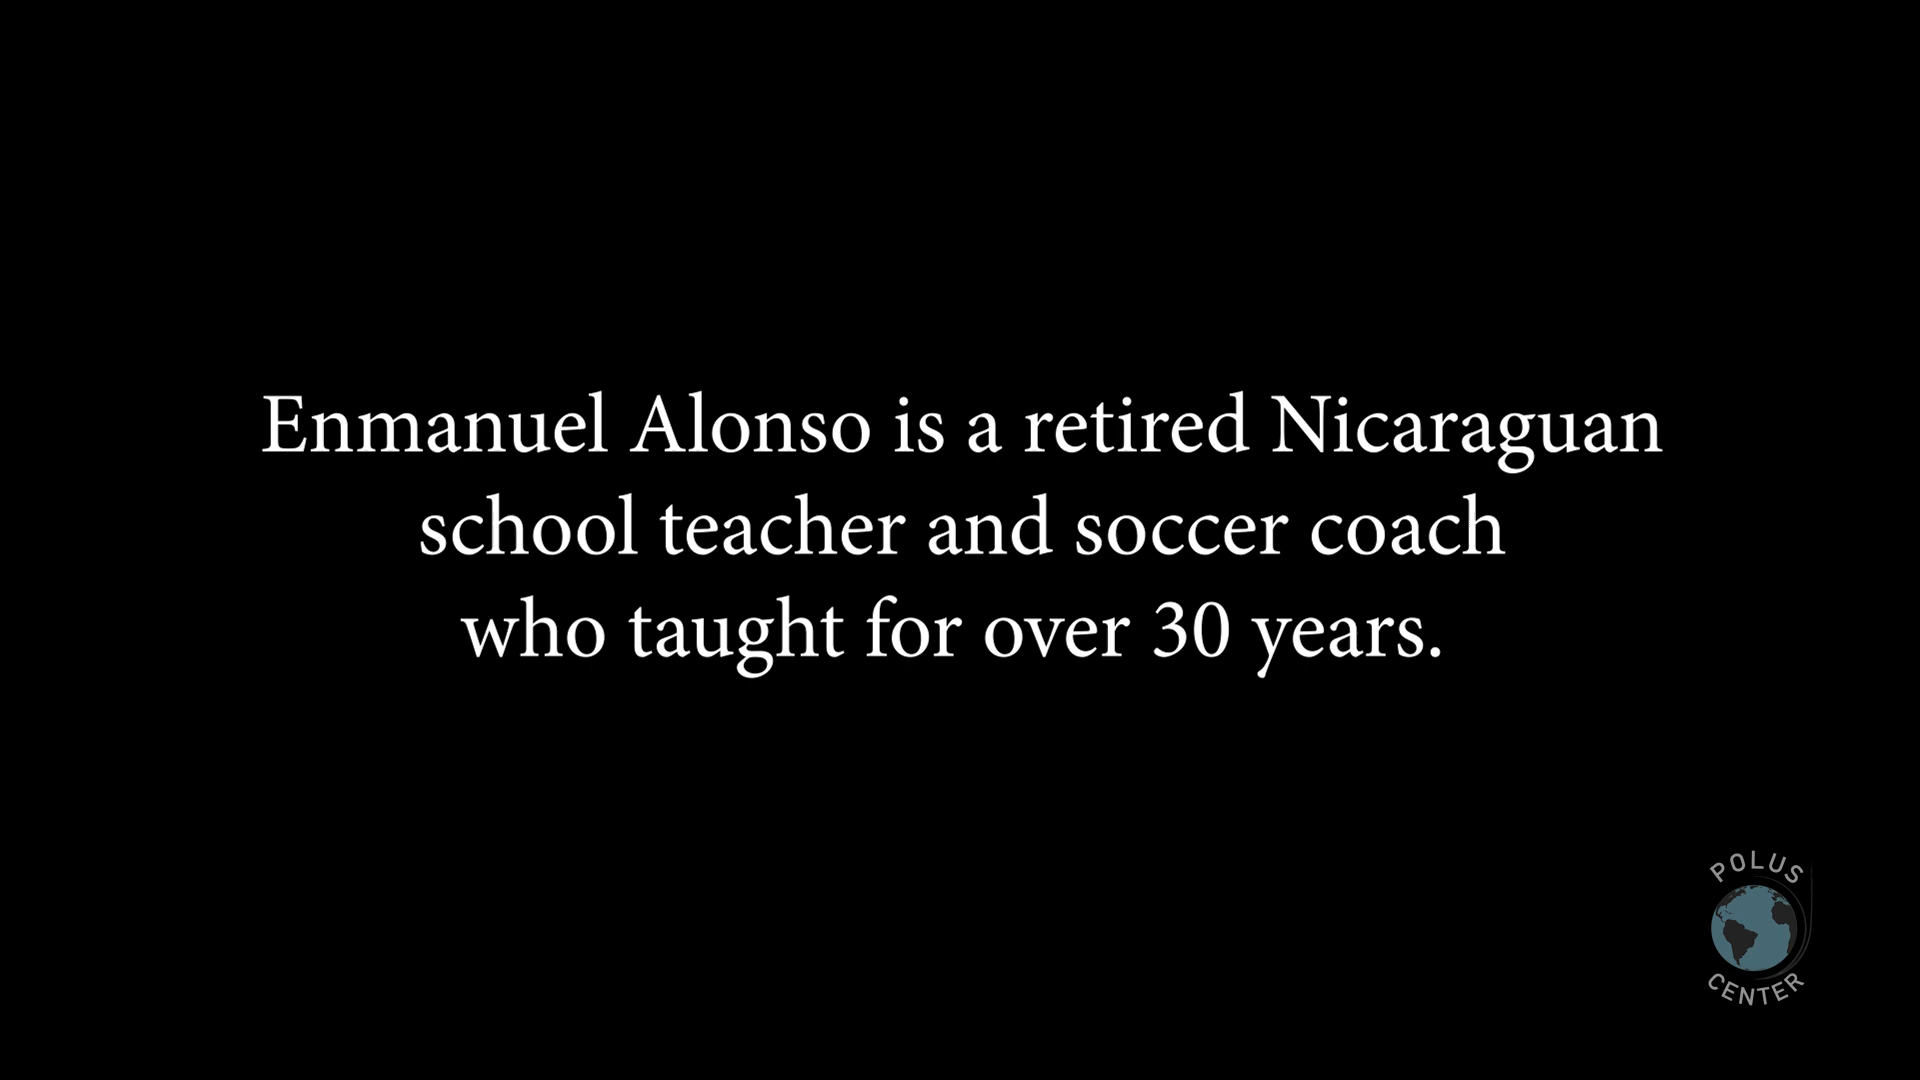 Enmanuel Alonso is a retired Nicaraguan
school teacher and soccer coach
who taught for over 30 years.
POLUS
CENTER